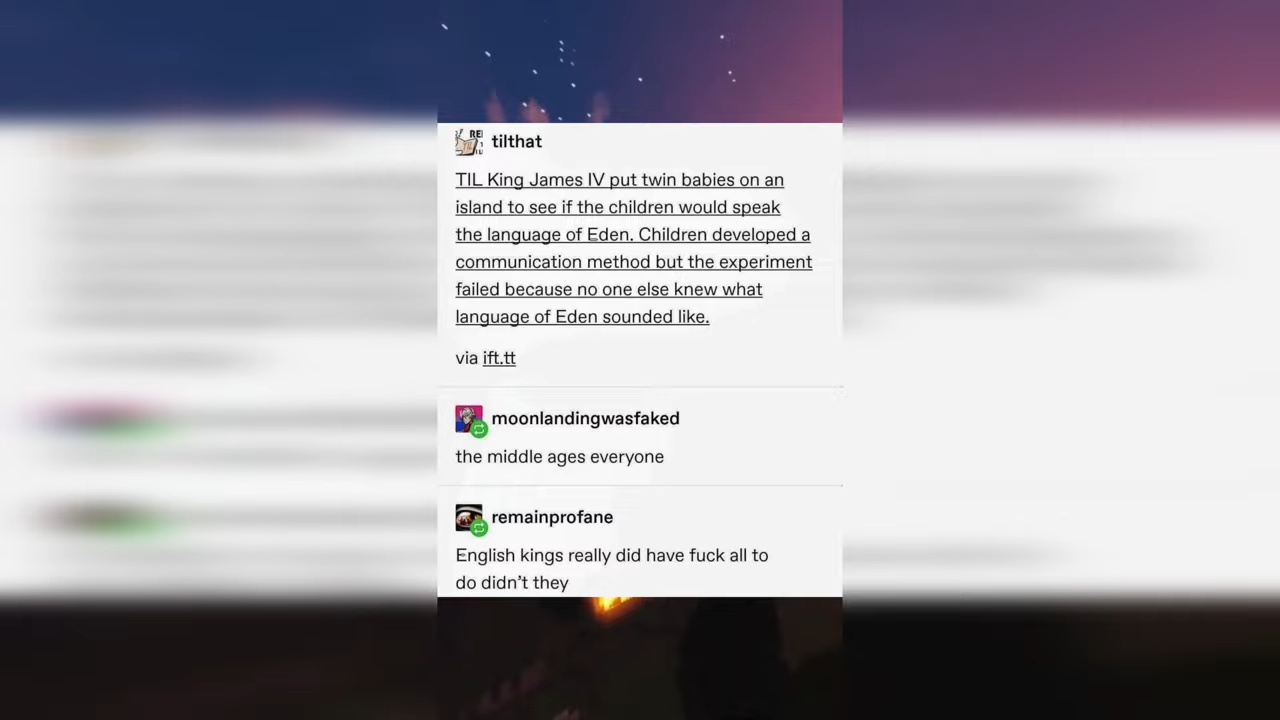 tilthat
TIL King James IV put twin babies on an
island to see if the children would speak
the language of Eden. Children developed a
communication method but the experiment
failed because no one else knew what
language of Eden sounded like.
via ift.tt
moonlandingwasfaked
the middle ages everyone
remainprofane
English kings really did have fuck all to
do didn’t they